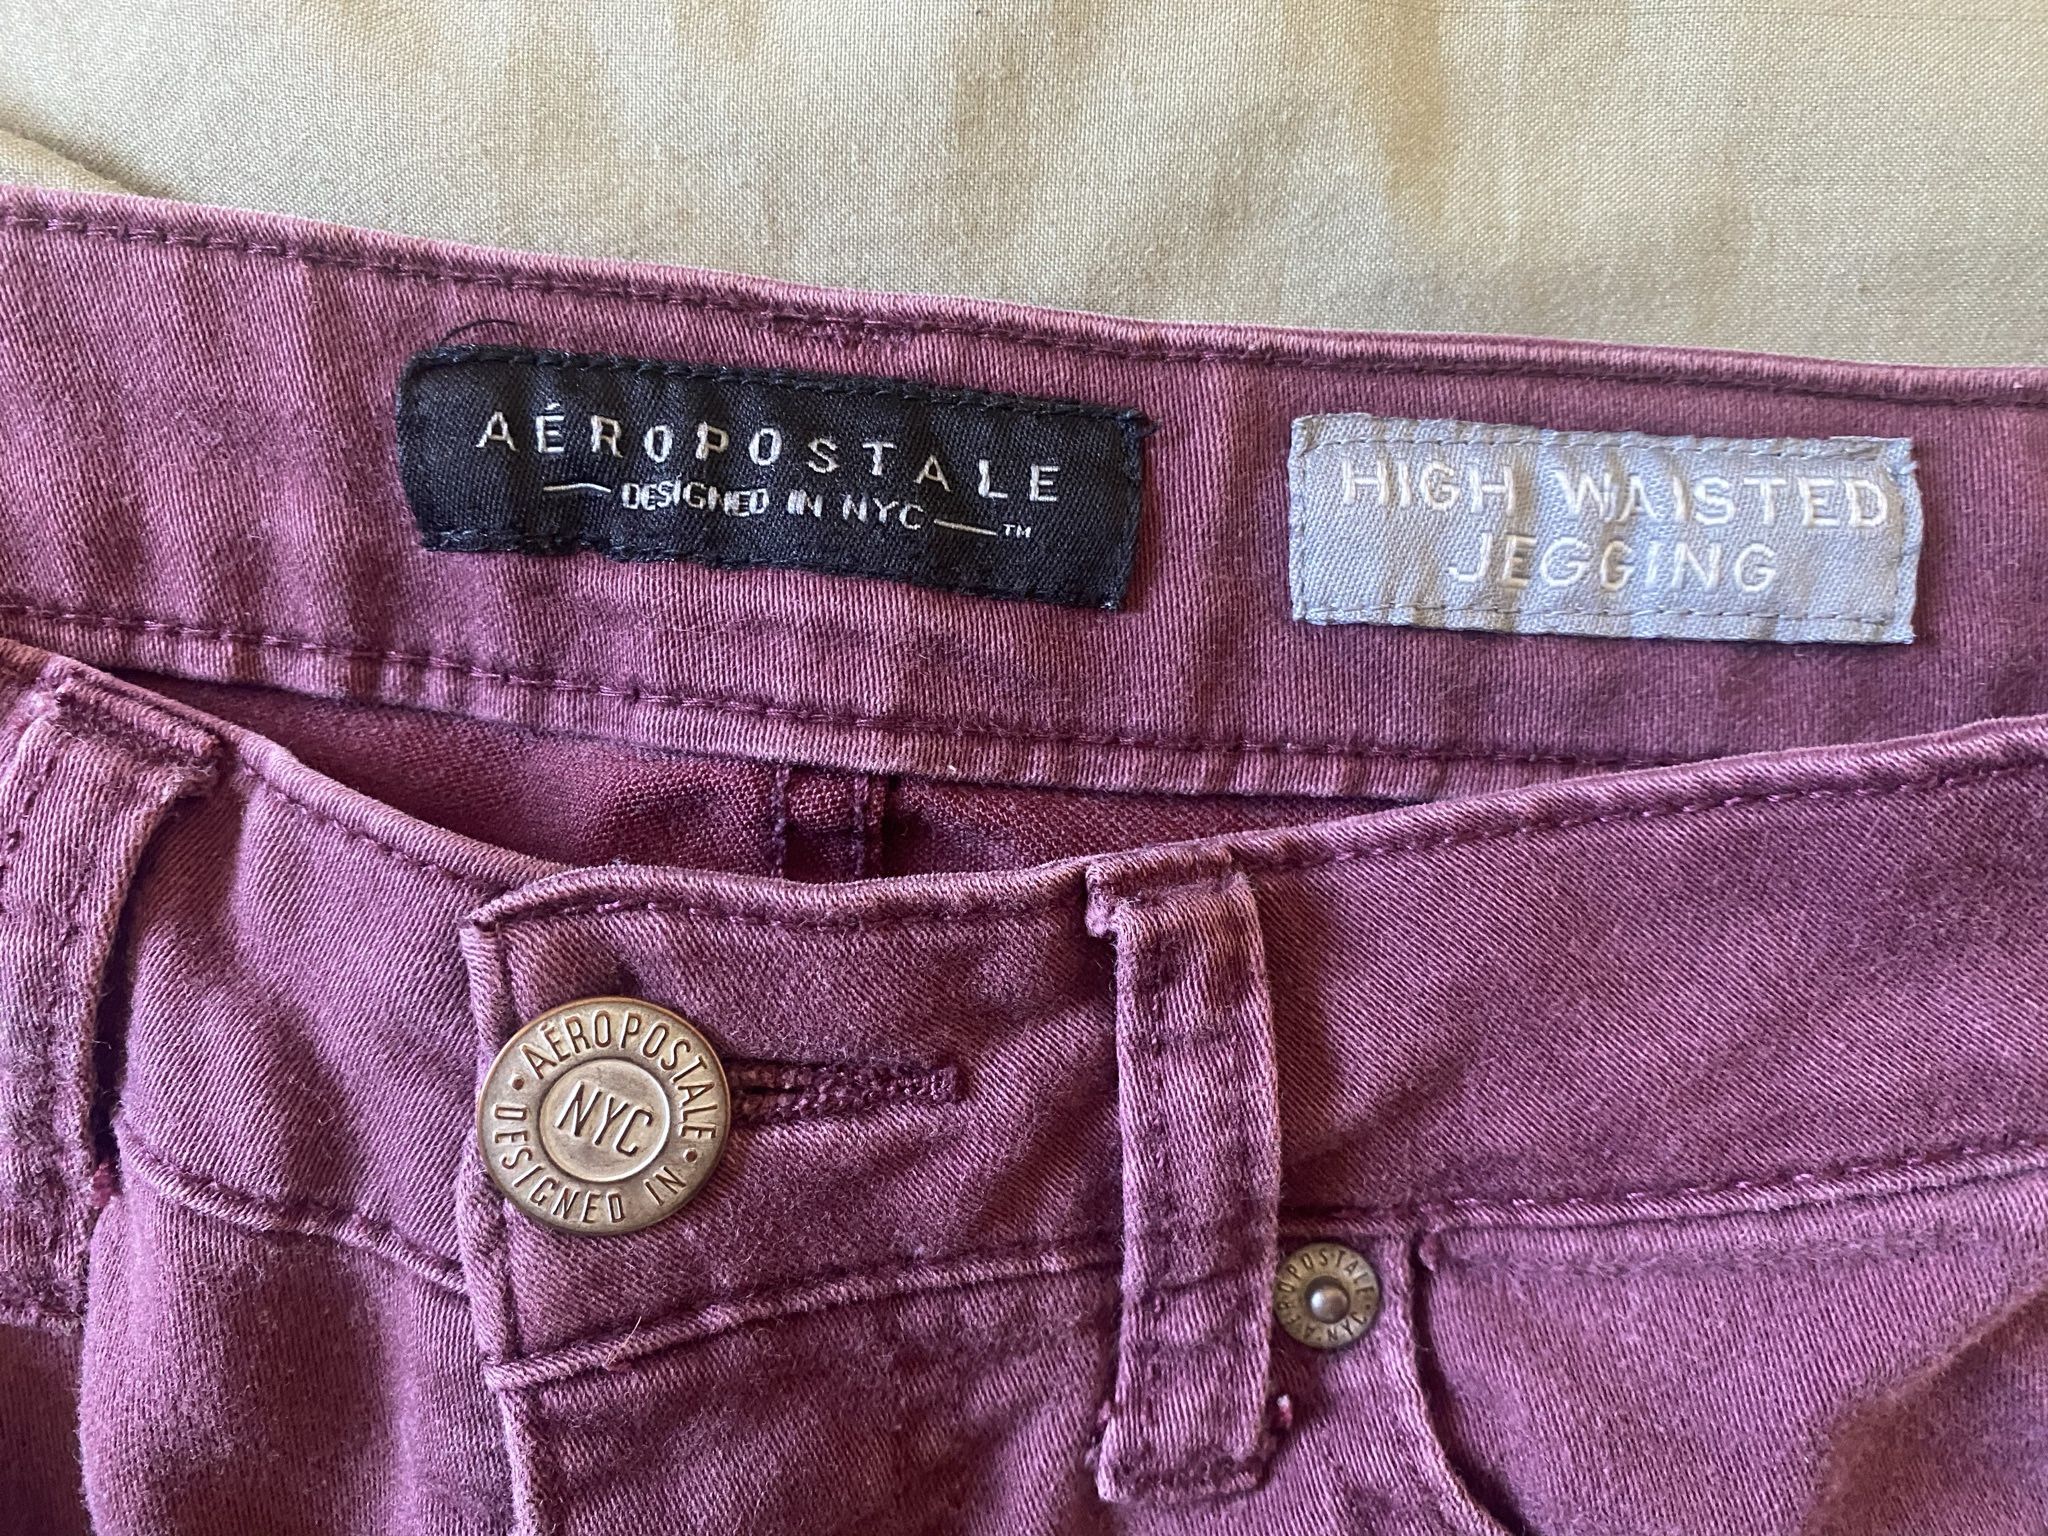 AÉROPOSTALE
DESIGNED IN NYC
TM
HIGH WAISTED
JEGGING
AÉROPOSTALE
NYC
• DESIGNED IN •
AÉROPOSTALE • NYC •